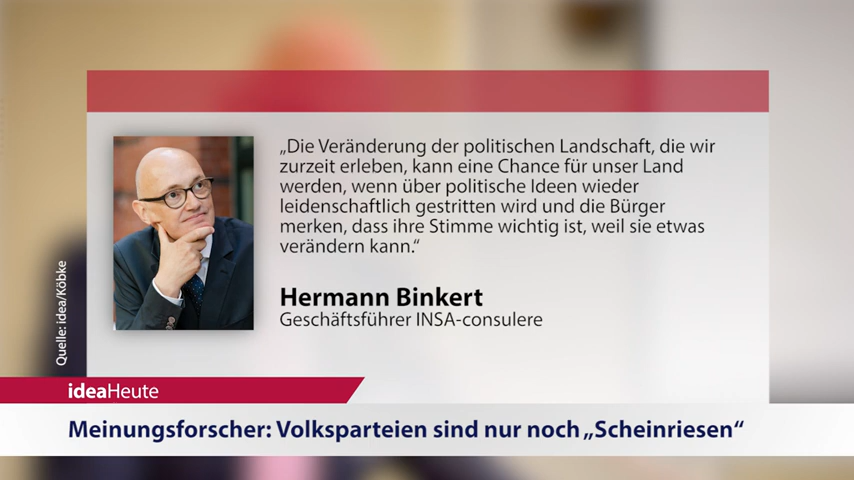 „Die Veränderung der politischen Landschaft, die wir
zurzeit erleben, kann eine Chance für unser Land
werden, wenn über politische Ideen wieder
leidenschaftlich gestritten wird und die Bürger
merken, dass ihre Stimme wichtig ist, weil sie etwas
verändern kann.“
Hermann Binkert
Geschäftsführer INSA-consulere
Quelle: idea/Köbke
ideaHeute
Meinungsforscher: Volksparteien sind nur noch „Scheinriesen“